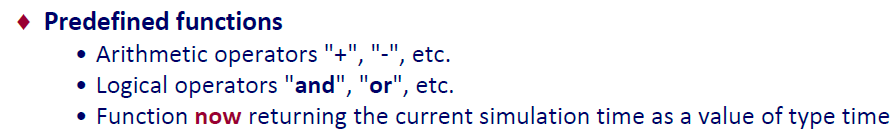 ♦ Predefined functions
• Arithmetic operators "+", "-", etc.
• Logical operators "and", "or", etc.
• Function now returning the current simulation time as a value of type time